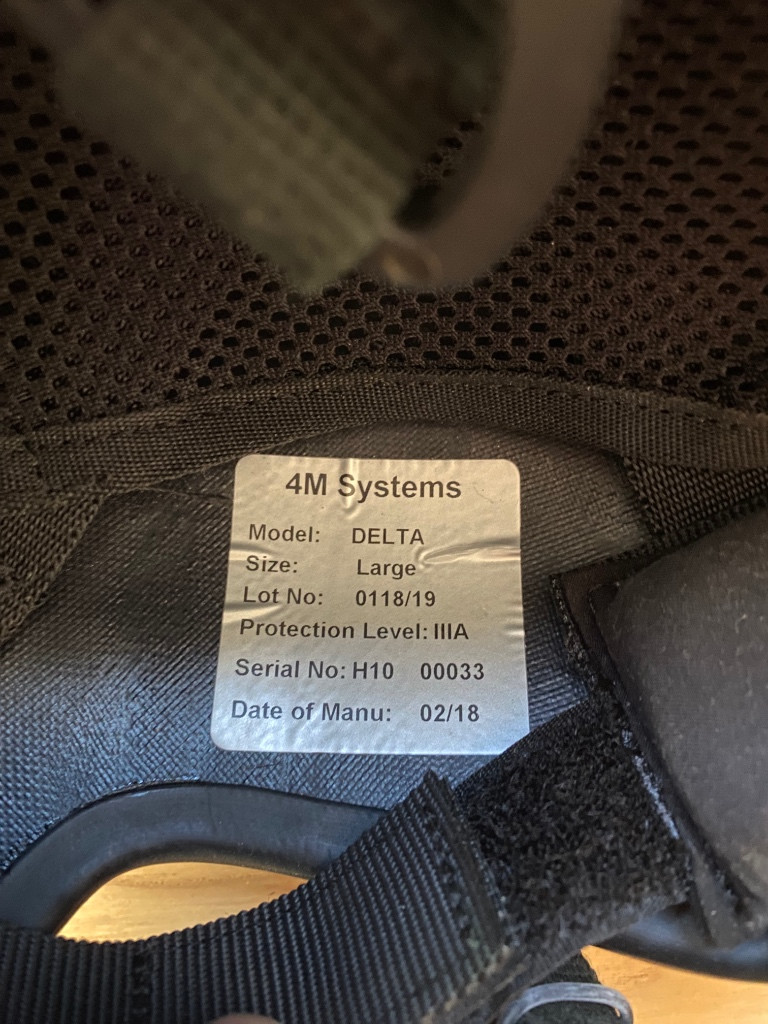 4M Systems
Model: DELTA
Size: Large
Lot No: 0118/19
Protection Level: IIIA
Serial No: H10 00033
Date of Manu: 02/18